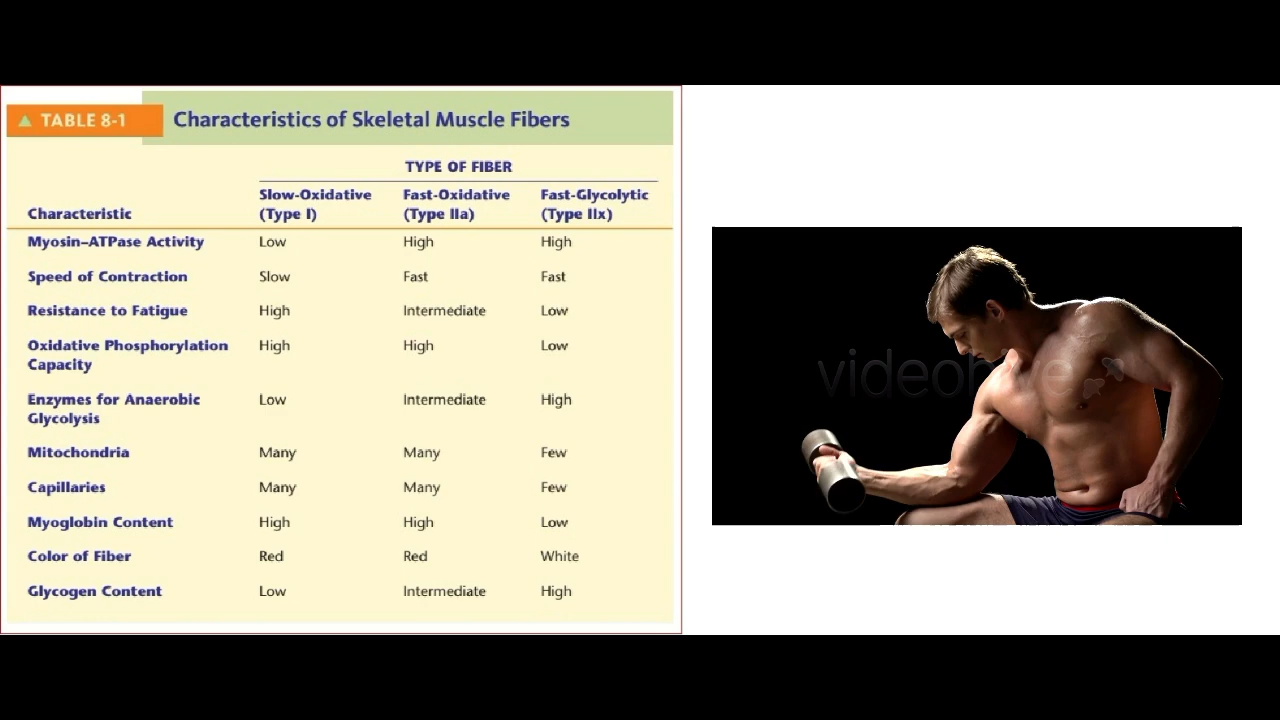 ▲ TABLE 8-1
Characteristics of Skeletal Muscle Fibers
TYPE OF FIBER
Characteristic Slow-Oxidative (Type I) Fast-Oxidative (Type IIa) Fast-Glycolytic (Type IIx)
Myosin–ATPase Activity Low High High
Speed of Contraction Slow Fast Fast
Resistance to Fatigue High Intermediate Low
Oxidative Phosphorylation High High Low
Capacity
Enzymes for Anaerobic Low Intermediate High
Glycolysis
Mitochondria Many Many Few
Capillaries Many Many Few
Myoglobin Content High High Low
Color of Fiber Red Red White
Glycogen Content Low Intermediate High
videohive